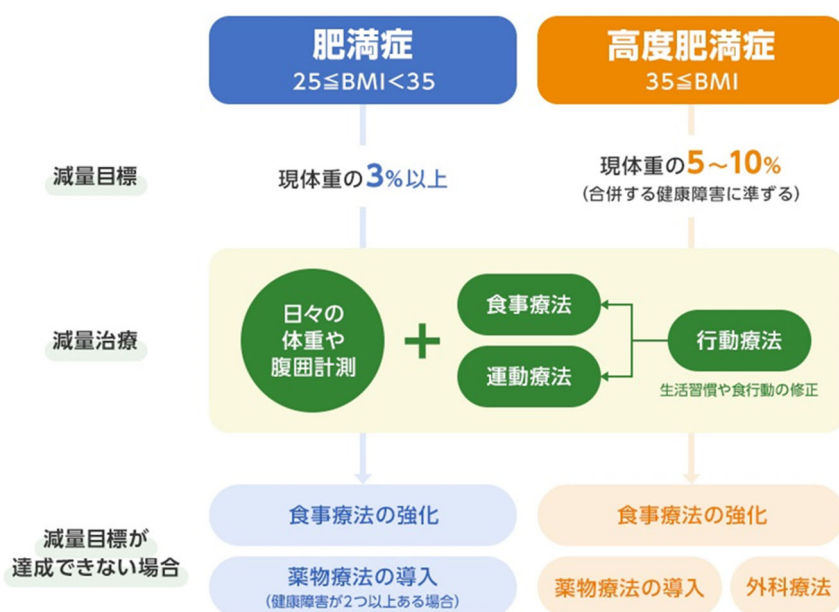 肥満症
25≦BMI<35
高度肥満症
35≦BMI
減量目標
現体重の3%以上
現体重の5～10%
(合併する健康障害に準ずる)
減量治療
日々の
体重や
腹囲計測
+
食事療法
運動療法
行動療法
生活習慣や食行動の修正
減量目標が
達成できない場合
食事療法の強化
薬物療法の導入
(健康障害が2つ以上ある場合)
食事療法の強化
薬物療法の導入
外科療法